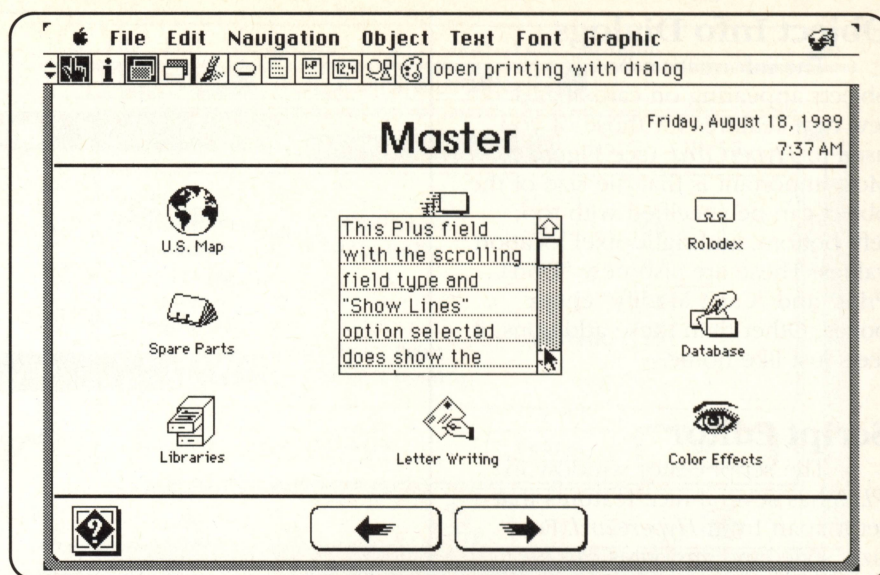 File Edit Navigation Object Text Font Graphic
open printing with dialog
Master
Friday, August 18, 1989
7:37 AM
U.S. Map
This Plus field
with the scrolling
field type and
"Show Lines"
option selected
does show the
Rolodex
Spare Parts
Database
Libraries
Letter Writing
Color Effects